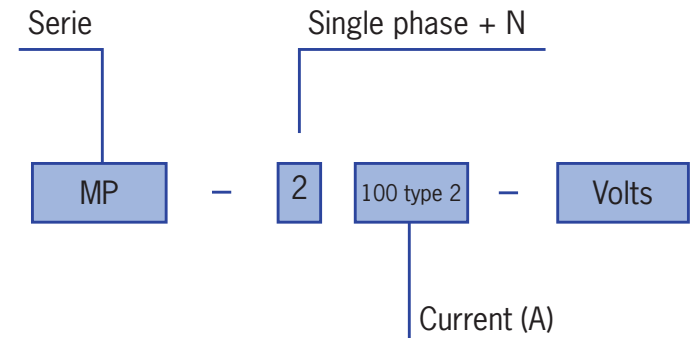 Serie
Single phase + N
MP – 2 100 type 2 – Volts
Current (A)